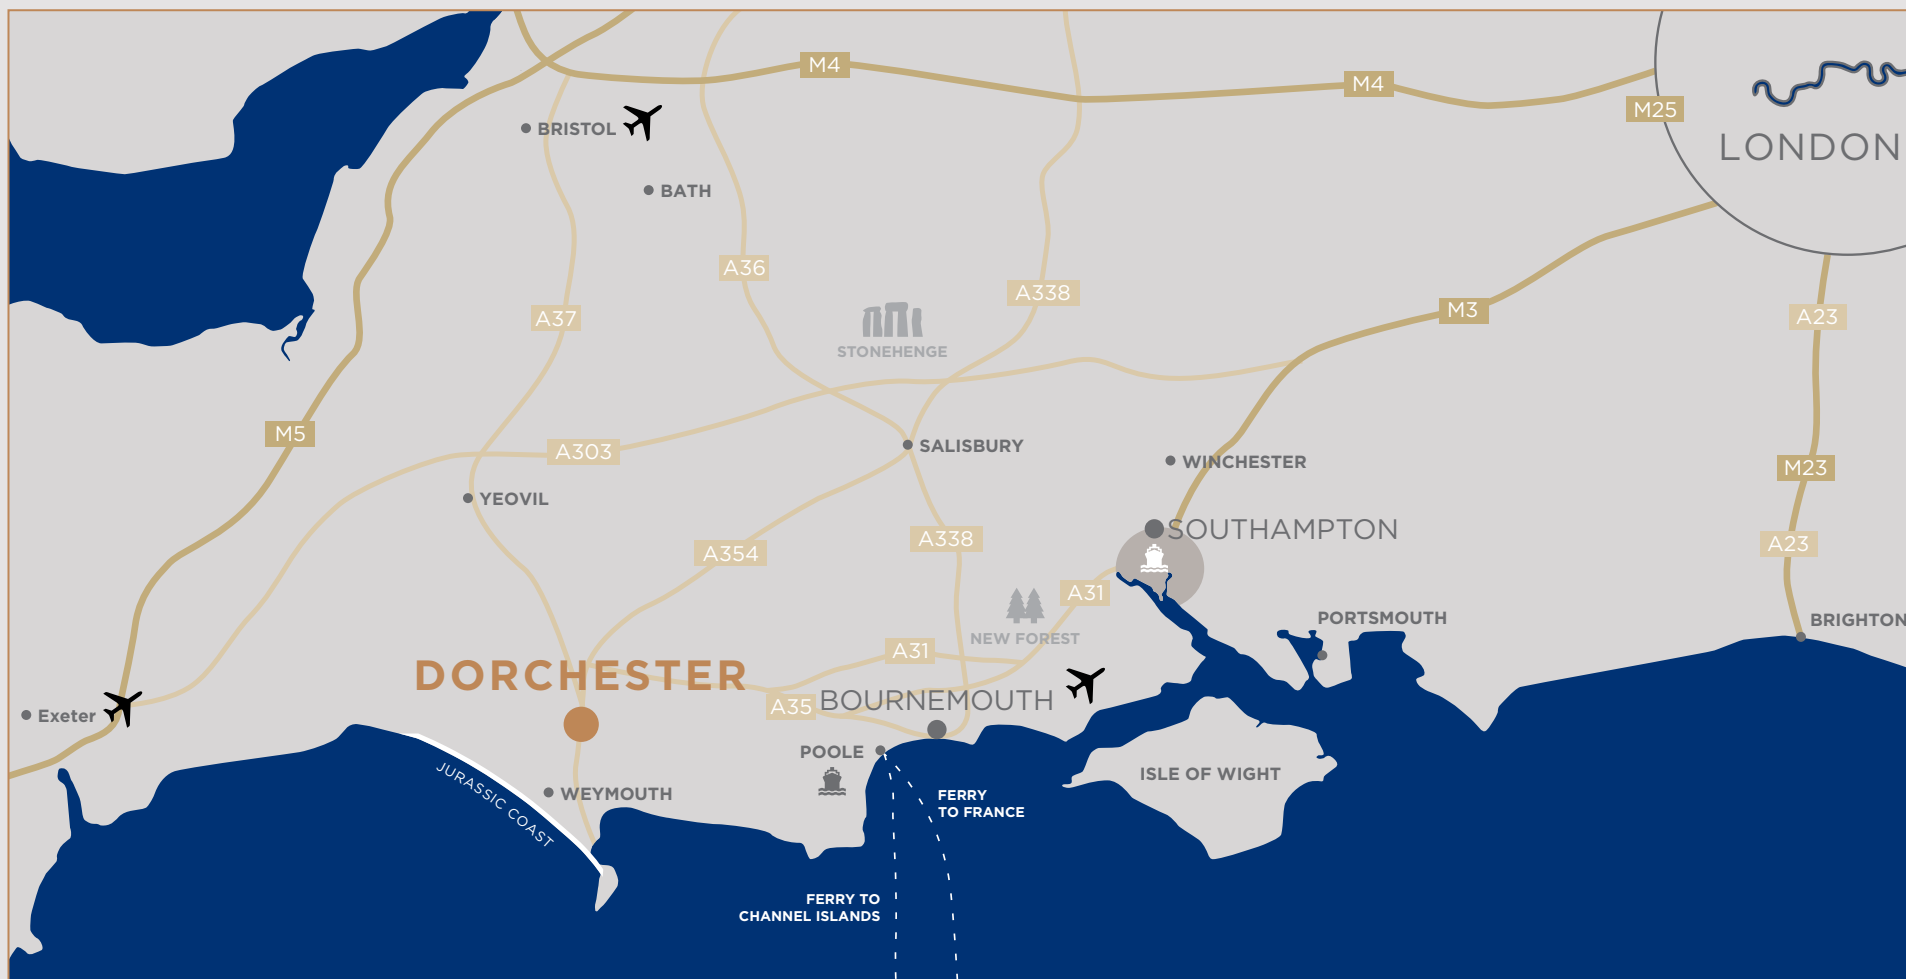 M4
M4
M25
LONDON
BRISTOL
BATH
A36
A338
M3
A37
A23
STONEHENGE
M5
A303
SALISBURY
WINCHESTER
M23
YEOVIL
SOUTHAMPTON
A354
A338
A23
A31
PORTSMOUTH
BRIGHTON
NEW FOREST
A31
DORCHESTER
A35
BOURNEMOUTH
Exeter
POOLE
ISLE OF WIGHT
JURASSIC COAST
WEYMOUTH
FERRY
TO FRANCE
FERRY TO
CHANNEL ISLANDS